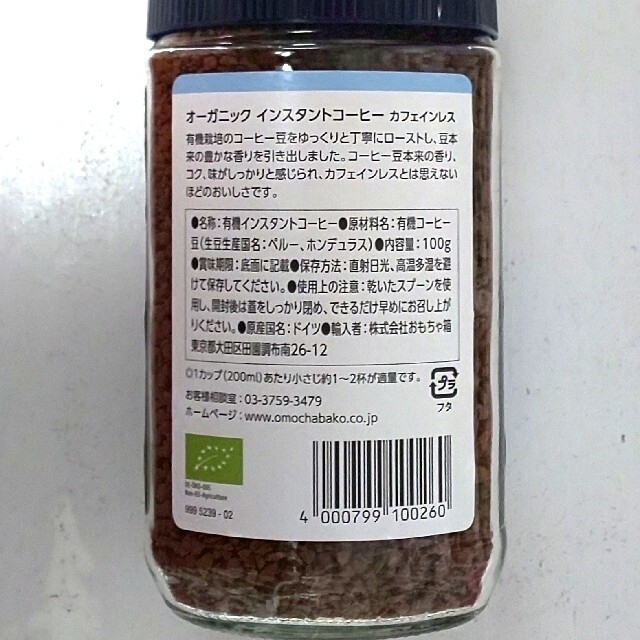 オーガニック インスタントコーヒー カフェインレス
有機栽培のコーヒー豆をゆっくりと丁寧にローストし、豆本
来の豊かな香りを引き出しました。コーヒー豆本来の香り、
コク、味がしっかりと感じられ、カフェインレスとは思えない
ほどのおいしさです。
●名称：有機インスタントコーヒー●原材料名：有機コーヒー
豆（生豆生産国名：ペルー、ホンデュラス）●内容量：100g
●賞味期限：底面に記載●保存方法：直射日光、高温多湿を避
けて保存してください。●使用上の注意：乾いたスプーンを使
用し、開封後は蓋をしっかり閉め、できるだけ早めにお召し上が
りください。●原産国名：ドイツ●輸入者：株式会社おもちゃ箱
東京都大田区田園調布南26-12
◎1カップ（200ml）あたり小さじ約1～2杯が適量です。
お客様相談室：03-3759-3479
ホームページ：www.omochabako.co.jp
プラ
フタ
Non-EU-Agriculture
999 5239 - 02
4 000799 100260